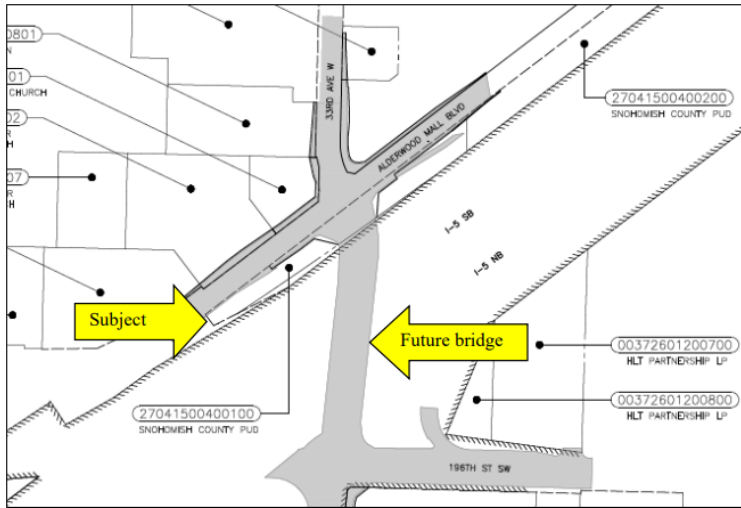 0801
N
01
CHURCH
02
R
H
07
R
H
33RD AVE W
ALDERWOOD MALL BLVD
27041500400200
SNOHOMISH COUNTY PUD
I-5 SB
I-5 NB
Subject
Future bridge
00372601200700
HLT PARTNERSHIP LP
00372601200800
HLT PARTNERSHIP LP
27041500400100
SNOHOMISH COUNTY PUD
196TH ST SW